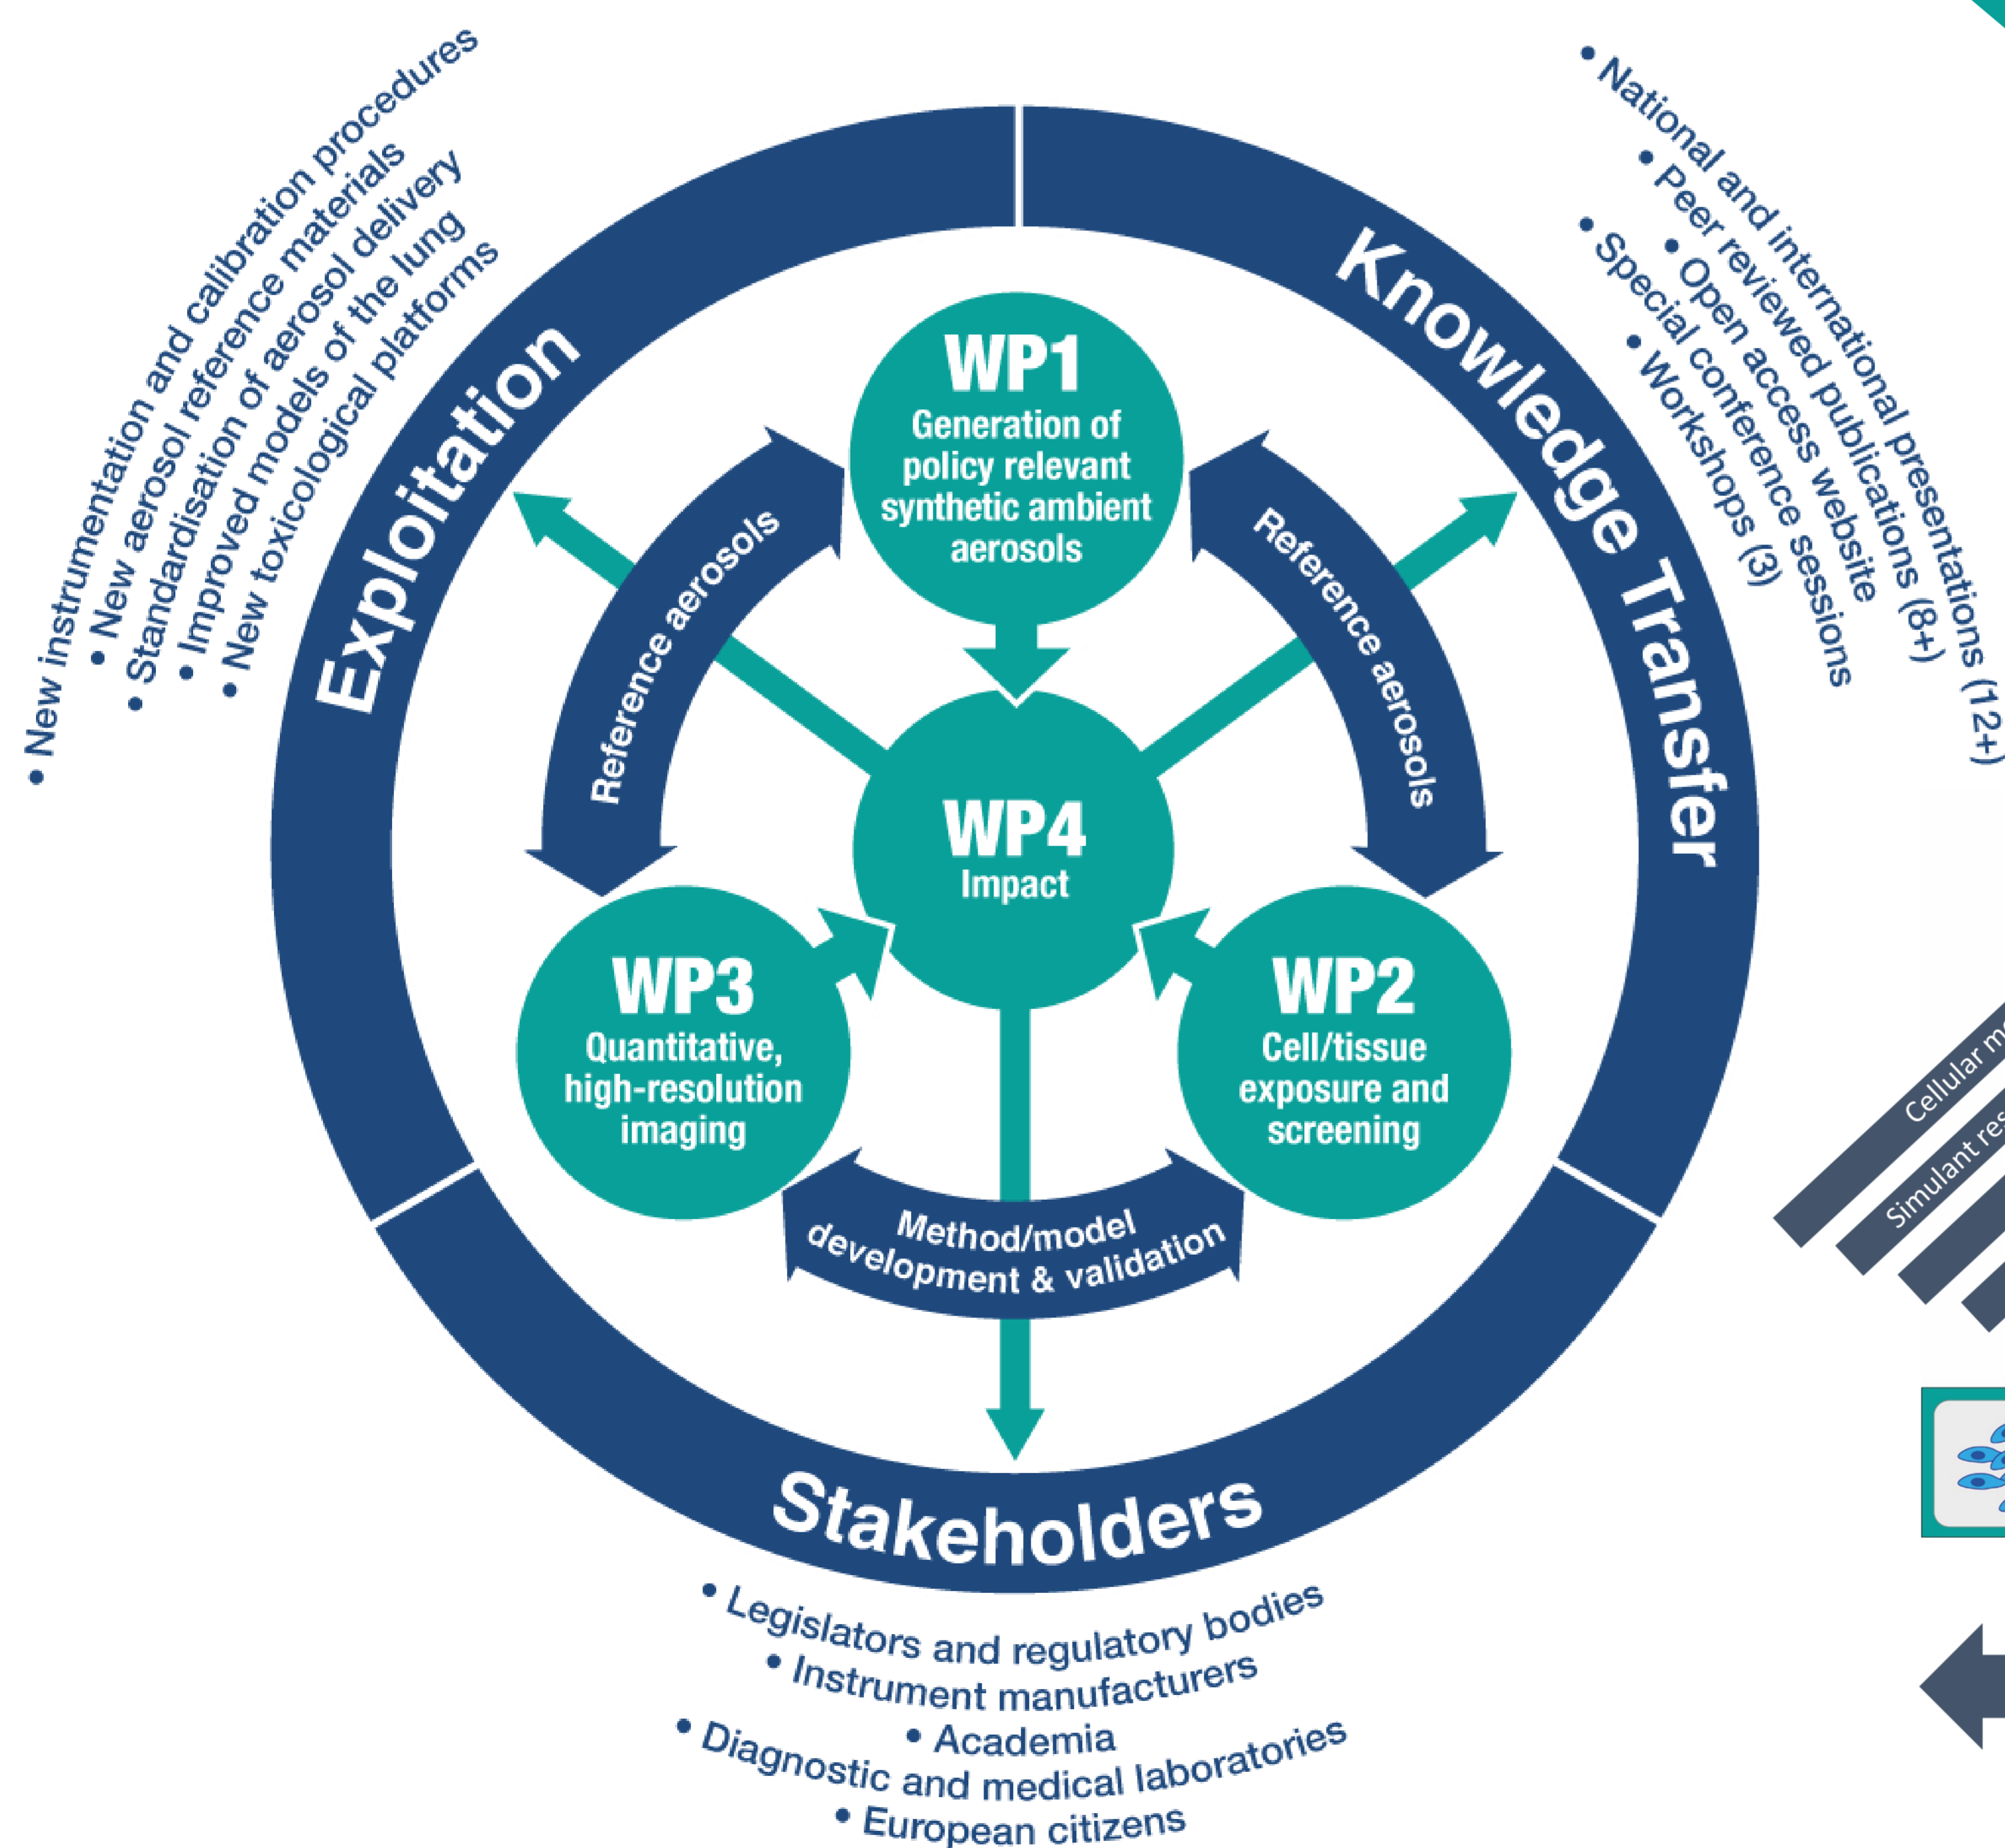 • New instrumentation and calibration procedures
• New aerosol reference materials
• Standardisation of aerosol delivery
• Improved models of the lung
• New toxicological platforms
• National and international presentations (12+)
• Peer reviewed publications (8+)
• Open access website
• Special conference sessions
• Workshops (3)
Exploitation
Knowledge Transfer
WP1
Generation of
policy relevant
synthetic ambient
aerosols
Reference aerosols
Reference aerosols
WP4
Impact
WP3
Quantitative,
high-resolution
imaging
WP2
Cell/tissue
exposure and
screening
Method/model
development & validation
Cellular
Simulant
Stakeholders
• Legislators and regulatory bodies
• Instrument manufacturers
• Academia
• Diagnostic and medical laboratories
• European citizens